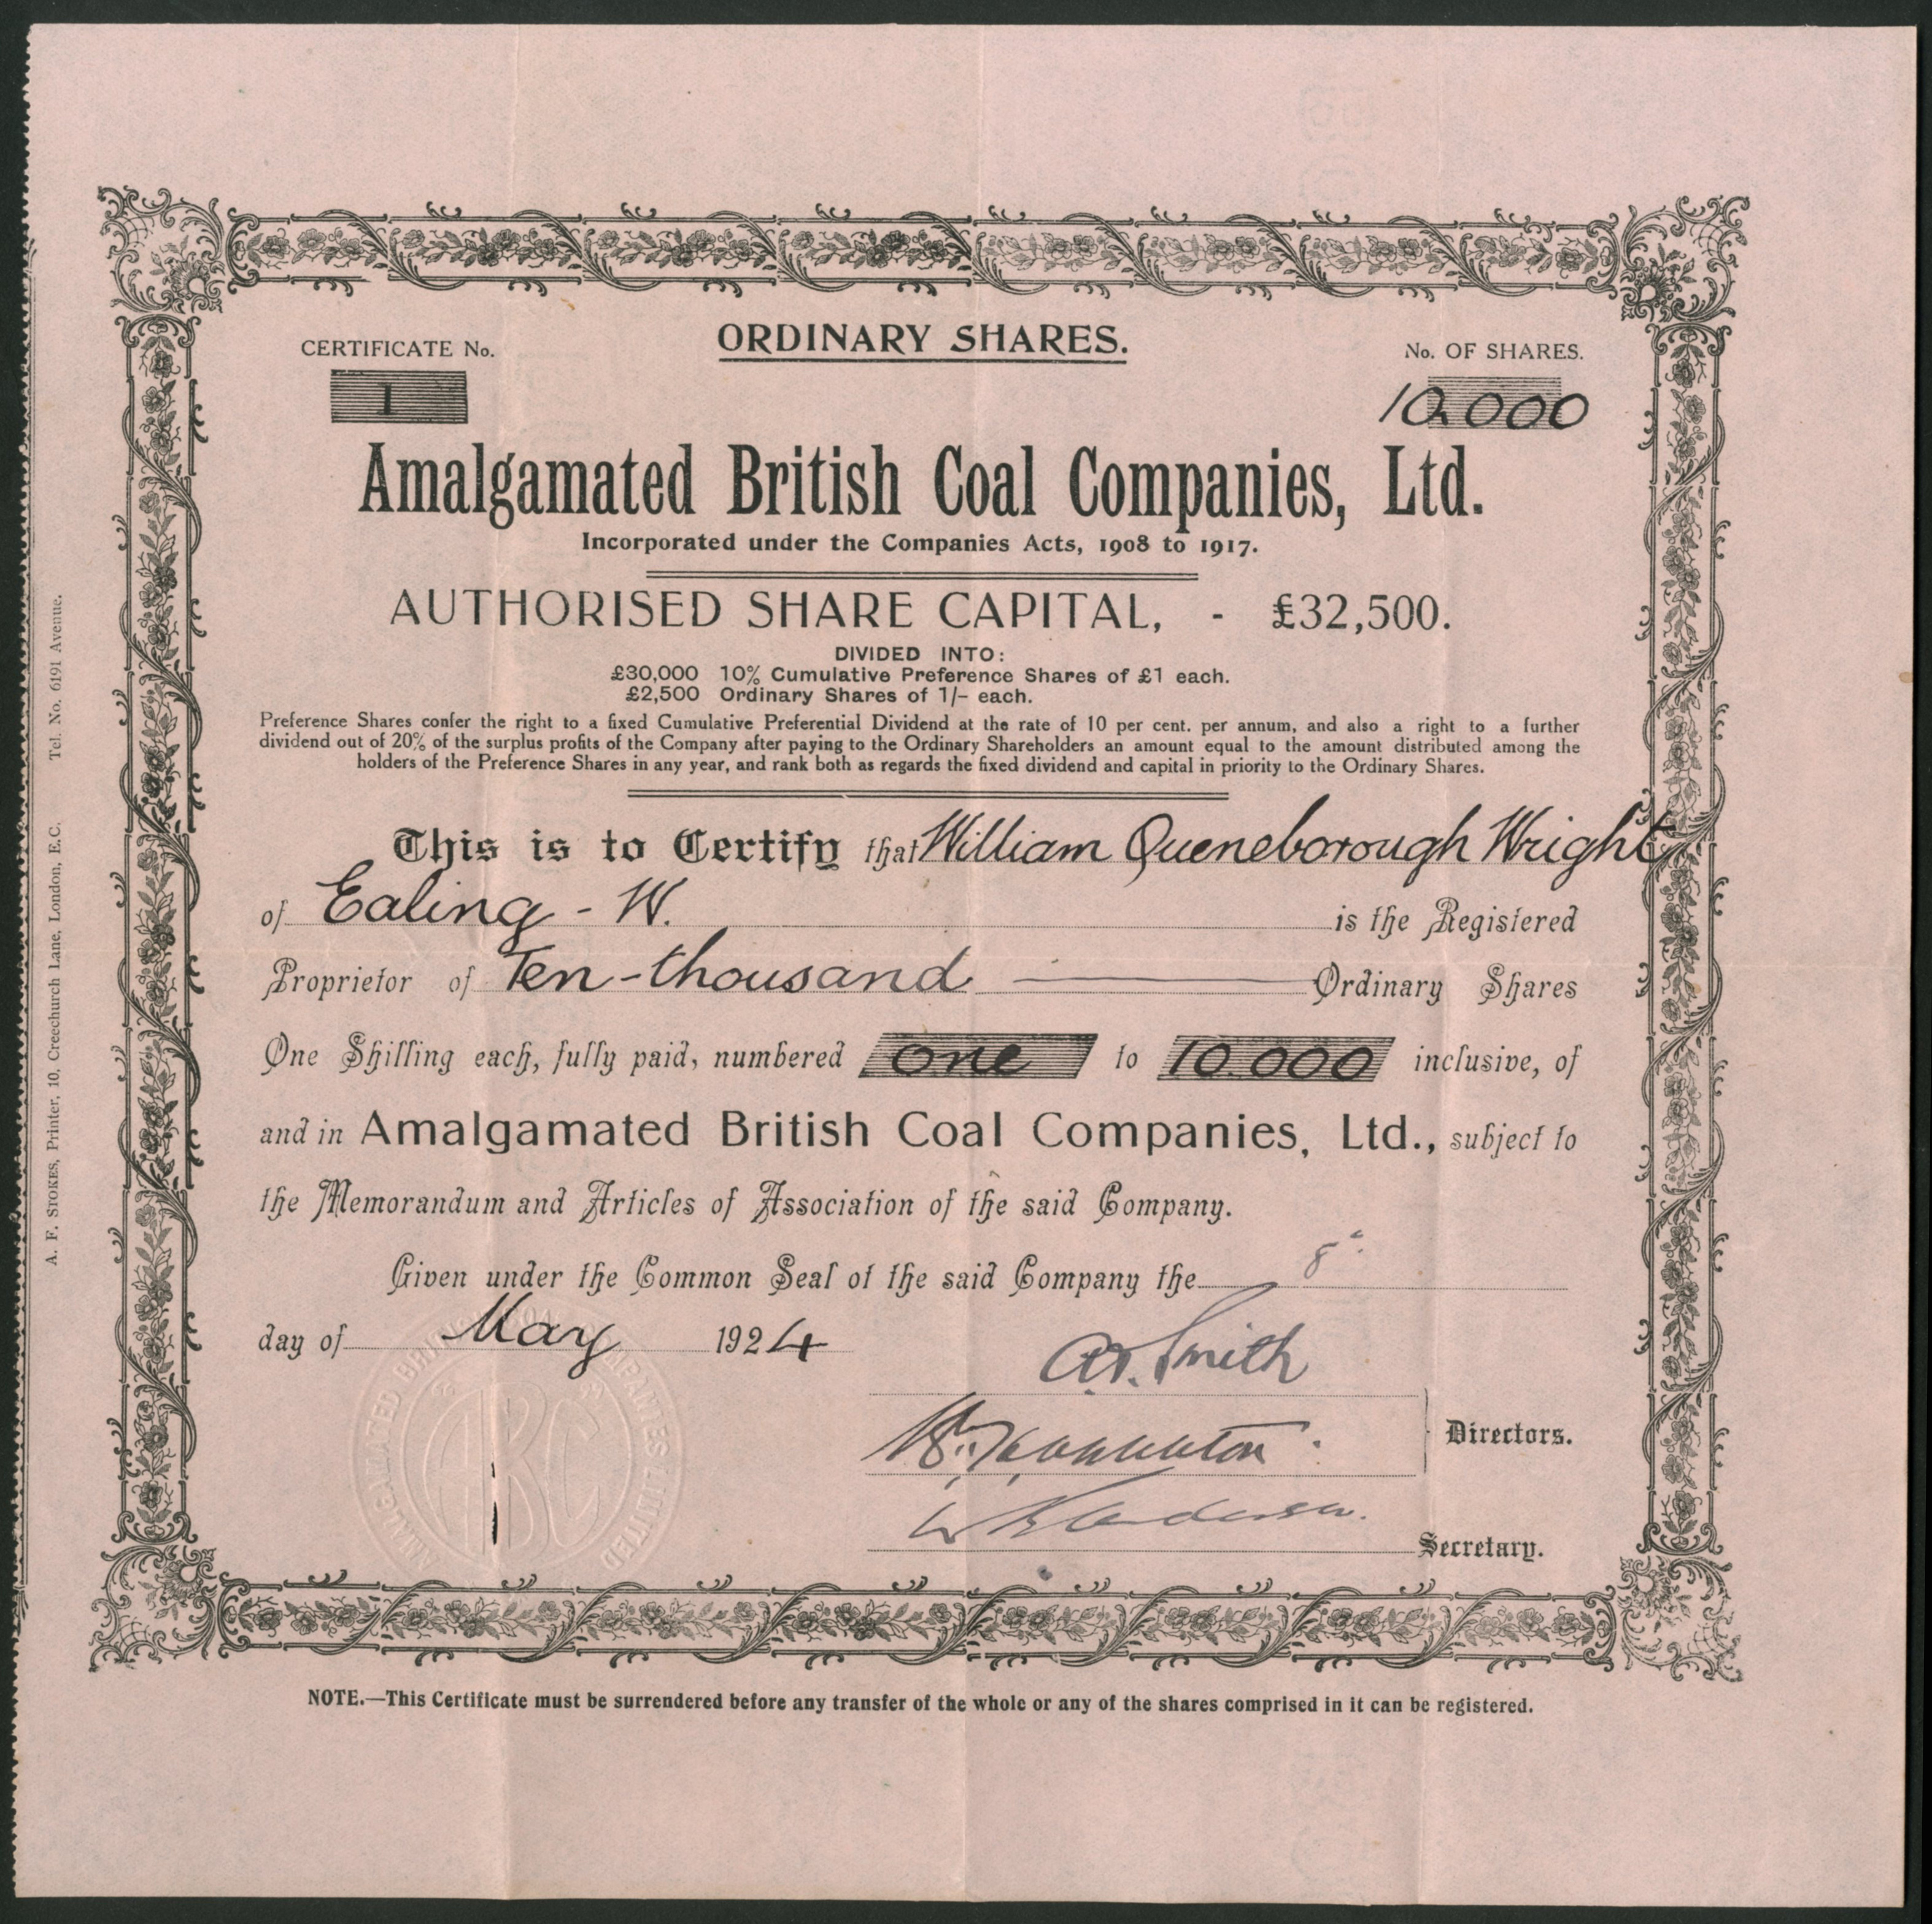 CERTIFICATE No.
ORDINARY SHARES.
No. OF SHARES.
1
10.000
Amalgamated British Coal Companies, Ltd.
Incorporated under the Companies Acts, 1908 to 1917.
AUTHORISED SHARE CAPITAL, - £32,500.
DIVIDED INTO:
£30,000 10% Cumulative Preference Shares of £1 each.
£2,500 Ordinary Shares of 1/- each.
Preference Shares confer the right to a fixed Cumulative Preferential Dividend at the rate of 10 per cent. per annum, and also a right to a further
dividend out of 20% of the surplus profits of the Company after paying to the Ordinary Shareholders an amount equal to the amount distributed among the
holders of the Preference Shares in any year, and rank both as regards the fixed dividend and capital in priority to the Ordinary Shares.
This is to Certify that William Queneborough Wright
of Ealing - W. is the Registered
Proprietor of Ten-thousand Ordinary Shares
One Shilling each, fully paid, numbered one to 10.000 inclusive, of
and in Amalgamated British Coal Companies, Ltd., subject to
the Memorandum and Articles of Association of the said Company.
Given under the Common Seal of the said Company the 8"
day of May 1924
Smith
Directors.
Secretary.
AMALGAMATED BRITISH COAL COMPANIES LIMITED
ABC
NOTE.—This Certificate must be surrendered before any transfer of the whole or any of the shares comprised in it can be registered.
A. F. STOKES, Printer, 10, Creechurch Lane, London, E.C. Tel. No. 6191 Avenue.